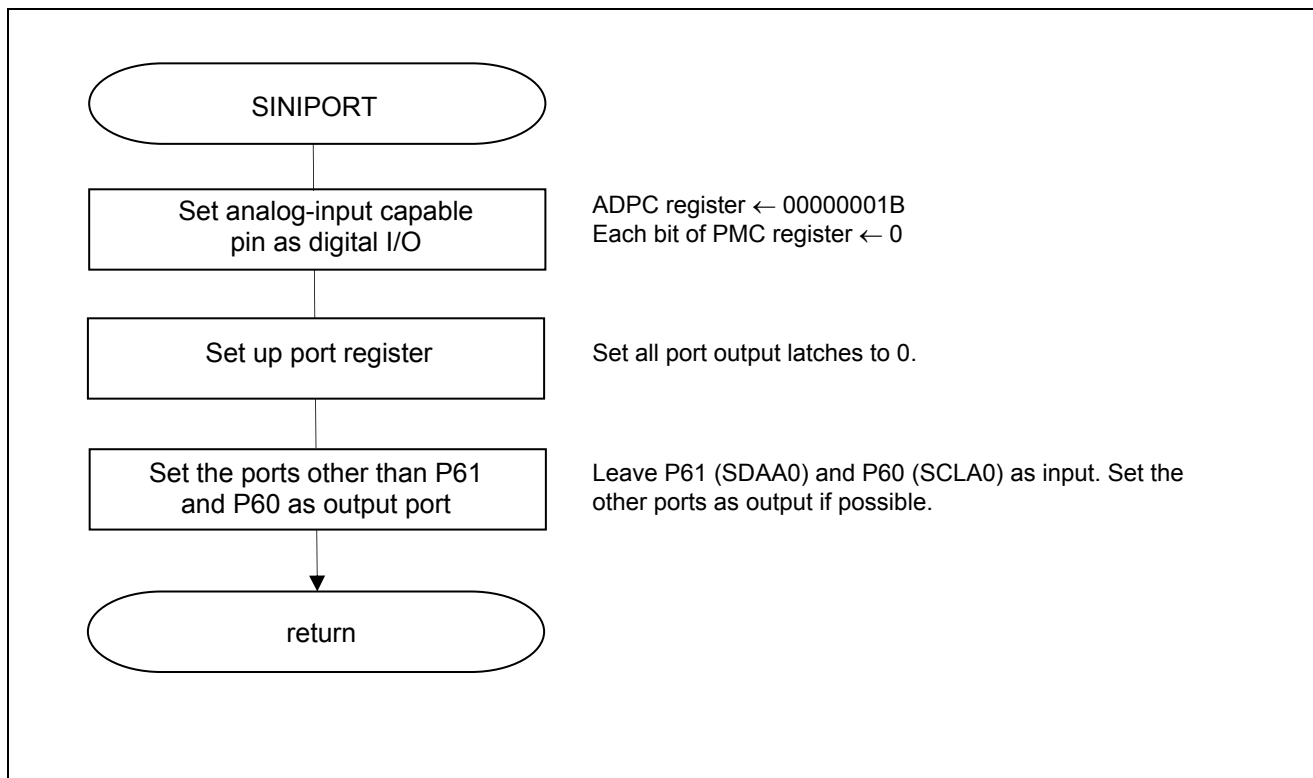 SINIPORT
Set analog-input capable
pin as digital I/O
ADPC register ← 00000001B
Each bit of PMC register ← 0
Set up port register
Set all port output latches to 0.
Set the ports other than P61
and P60 as output port
Leave P61 (SDAA0) and P60 (SCLA0) as input. Set the
other ports as output if possible.
return